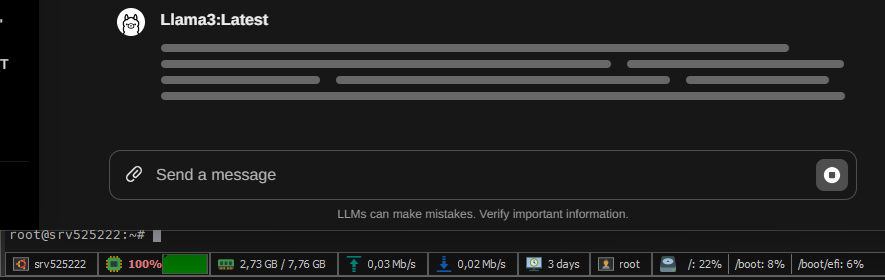 Llama3:Latest
T
Send a message
LLMs can make mistakes. Verify important information.
root@srv525222:~#
srv525222 100% 2,73 GB / 7,76 GB 0,03 Mb/s 0,02 Mb/s 3 days root /: 22% /boot: 8% /boot/efi: 6%